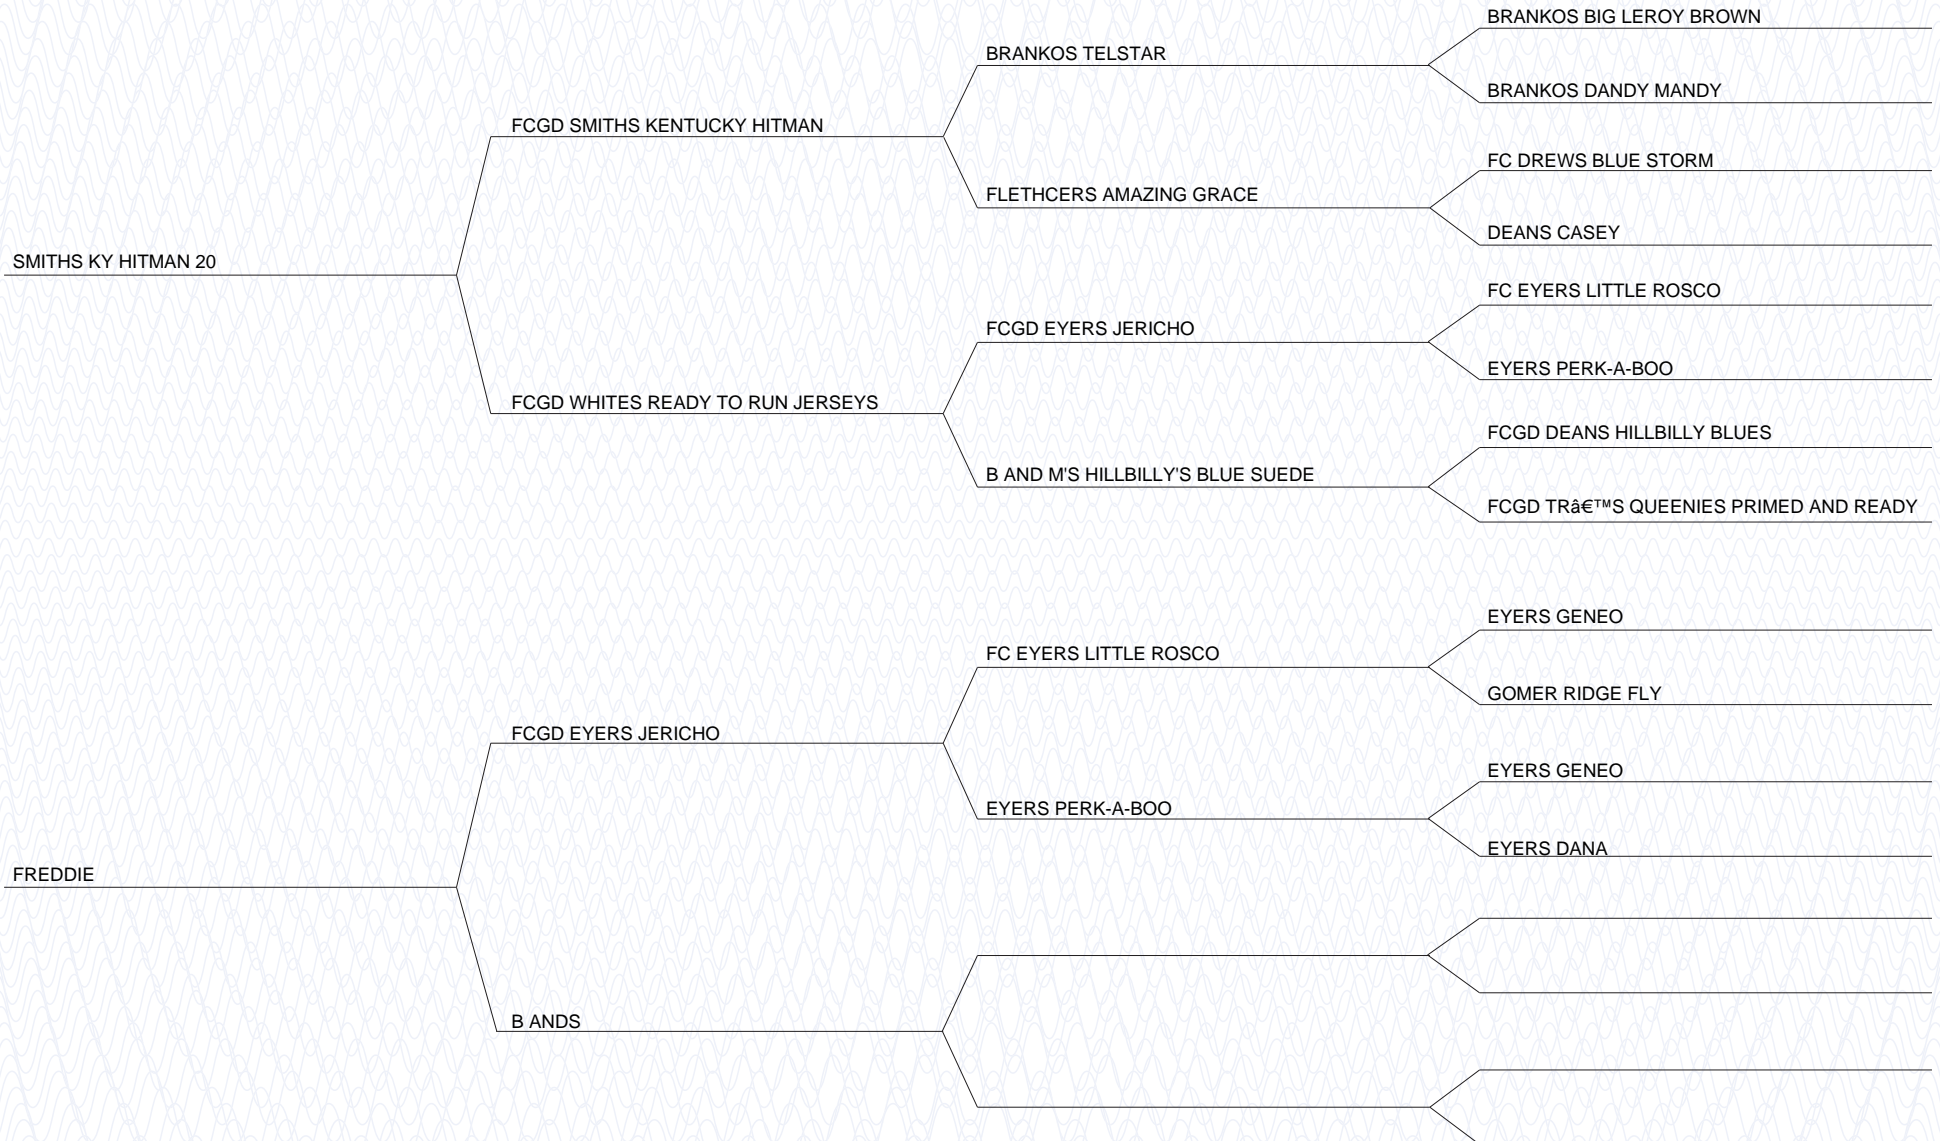 BRANKOS BIG LEROY BROWN
BRANKOS TELSTAR
BRANKOS DANDY MANDY
FCGD SMITHS KENTUCKY HITMAN
FC DREWS BLUE STORM
FLETHCERS AMAZING GRACE
DEANS CASEY
SMITHS KY HITMAN 20
FC EYERS LITTLE ROSCO
FCGD EYERS JERICHO
EYERS PERK-A-BOO
FCGD WHITES READY TO RUN JERSEYS
FCGD DEANS HILLBILLY BLUES
B AND M'S HILLBILLY'S BLUE SUEDE
FCGD TRâ€™S QUEENIES PRIMED AND READY
EYERS GENEO
FC EYERS LITTLE ROSCO
GOMER RIDGE FLY
FCGD EYERS JERICHO
EYERS GENEO
EYERS PERK-A-BOO
EYERS DANA
FREDDIE
B ANDS